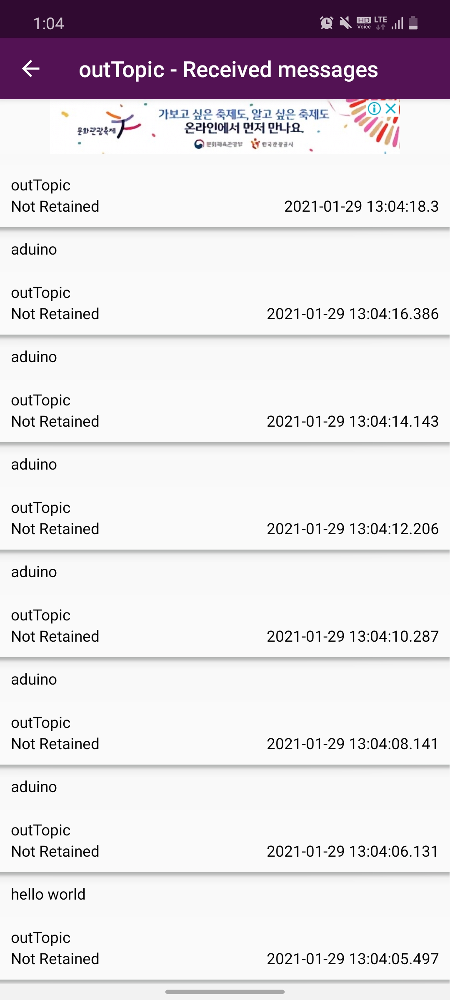 1:04
HD Voice LTE
outTopic - Received messages
가보고 싶은 축제도, 알고 싶은 축제도
온라인에서 먼저 만나요.
문화관광축제
문화체육관광부 한국관광공사
outTopic
Not Retained 2021-01-29 13:04:18.3
aduino
outTopic
Not Retained 2021-01-29 13:04:16.386
aduino
outTopic
Not Retained 2021-01-29 13:04:14.143
aduino
outTopic
Not Retained 2021-01-29 13:04:12.206
aduino
outTopic
Not Retained 2021-01-29 13:04:10.287
aduino
outTopic
Not Retained 2021-01-29 13:04:08.141
aduino
outTopic
Not Retained 2021-01-29 13:04:06.131
hello world
outTopic
Not Retained 2021-01-29 13:04:05.497